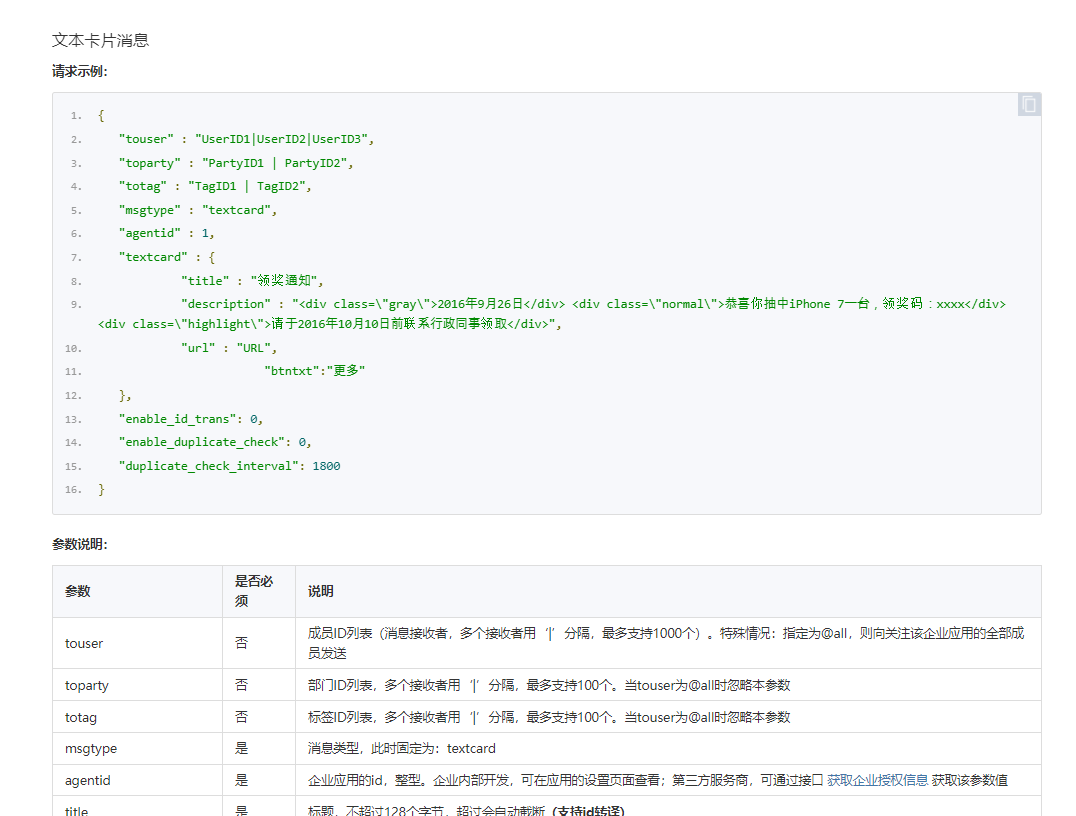 文本卡片消息
请求示例：
1. {
2. "touser" : "UserID1|UserID2|UserID3",
3. "toparty" : "PartyID1 | PartyID2",
4. "totag" : "TagID1 | TagID2",
5. "msgtype" : "textcard",
6. "agentid" : 1,
7. "textcard" : {
8. "title" : "领奖通知",
9. "description" : "<div class=\"gray\">2016年9月26日</div> <div class=\"normal\">恭喜你抽中iPhone 7一台，领奖码：xxxx</div>
<div class=\"highlight\">请于2016年10月10日前联系行政同事领取</div>",
10. "url" : "URL",
11. "btntxt":"更多"
12. },
13. "enable_id_trans": 0,
14. "enable_duplicate_check": 0,
15. "duplicate_check_interval": 1800
16. }
参数说明：
参数 是否必须 说明
touser 否 成员ID列表（消息接收者，多个接收者用‘|’分隔，最多支持1000个）。特殊情况：指定为@all，则向关注该企业应用的全部成
员发送
toparty 否 部门ID列表，多个接收者用‘|’分隔，最多支持100个。当touser为@all时忽略本参数
totag 否 标签ID列表，多个接收者用‘|’分隔，最多支持100个。当touser为@all时忽略本参数
msgtype 是 消息类型，此时固定为：textcard
agentid 是 企业应用的id，整型。企业内部开发，可在应用的设置页面查看；第三方服务商，可通过接口 获取企业授权信息 获取该参数值
title 是 标题，不超过128个字节，超过会自动截断（支持id转译）